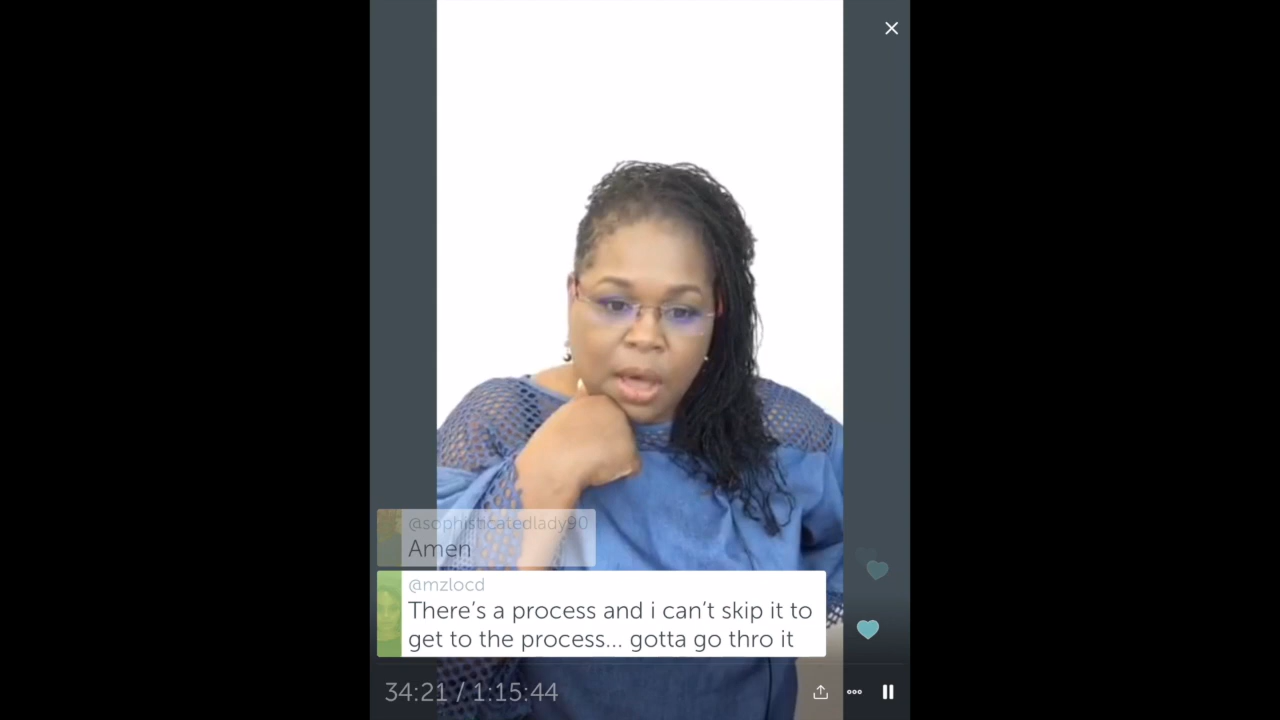 @sophisticatedlady90
Amen
@mzlocd
There's a process and i can't skip it to
get to the process... gotta go thro it
34:21 / 1:15:44